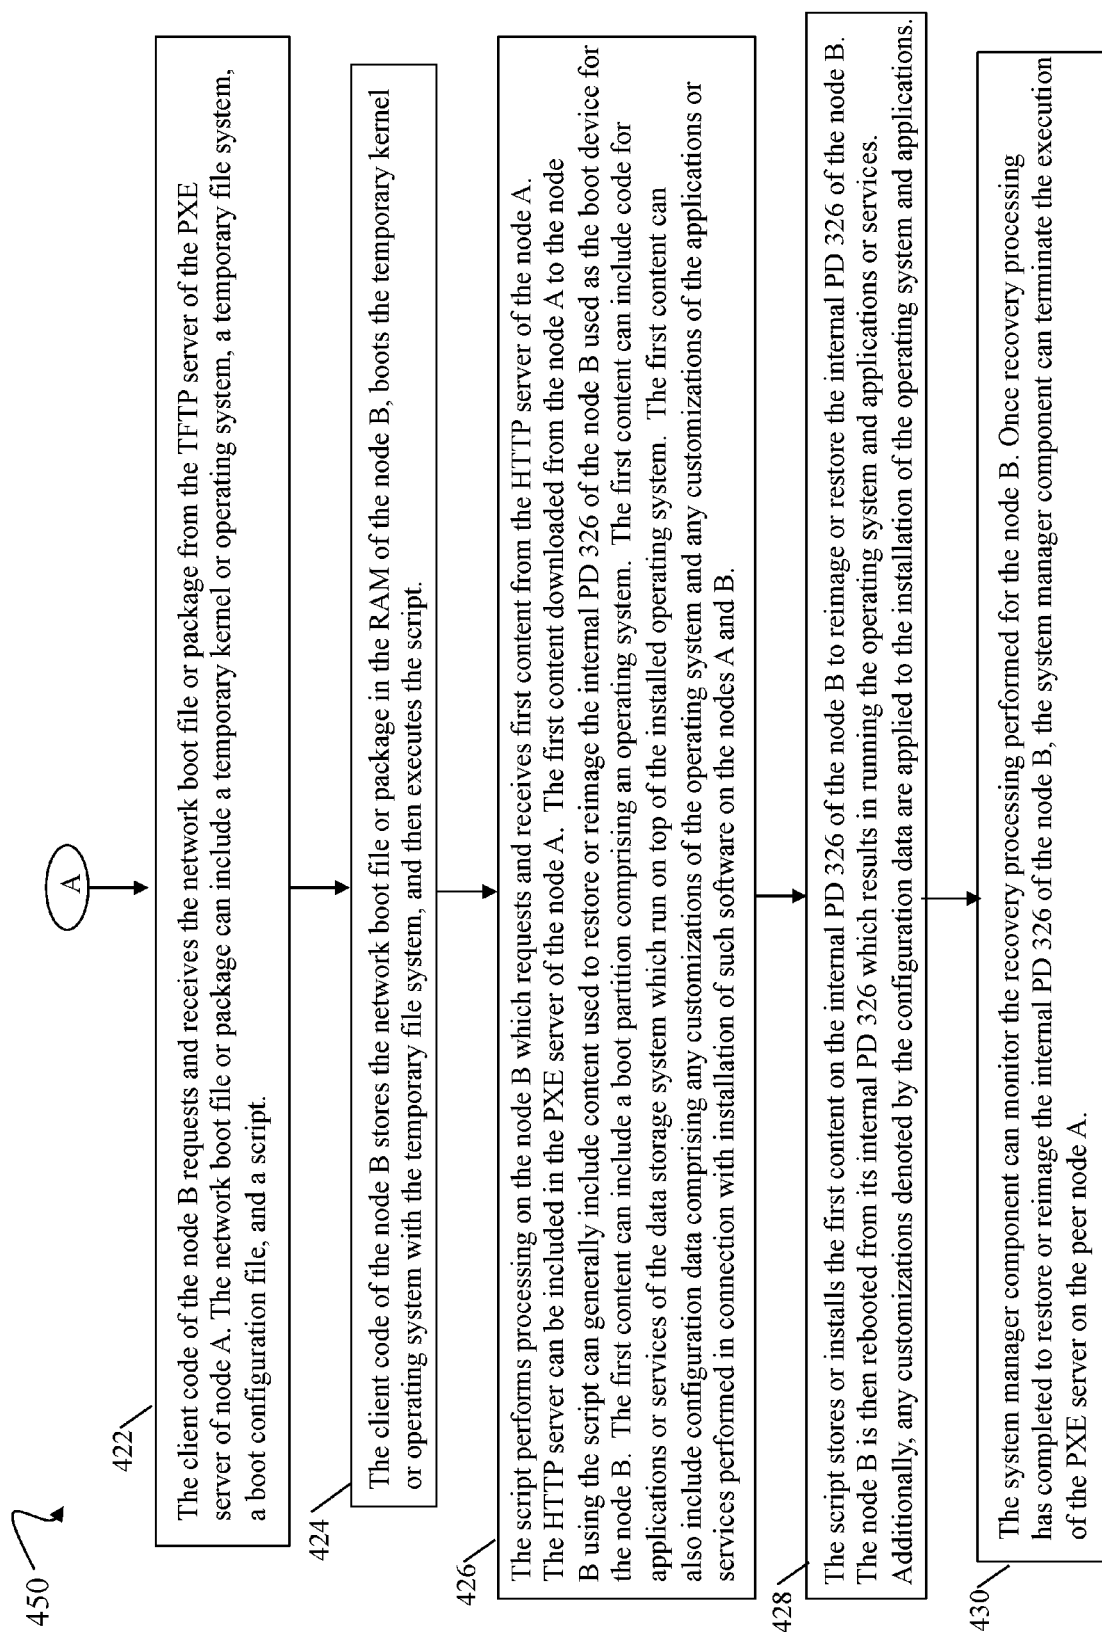 450
A
422
The client code of the node B requests and receives the network boot file or package from the TFTP server of the PXE
server of node A. The network boot file or package can include a temporary kernel or operating system, a temporary file system,
a boot configuration file, and a script.
424
The client code of the node B stores the network boot file or package in the RAM of the node B, boots the temporary kernel
or operating system with the temporary file system, and then executes the script.
426
The script performs processing on the node B which requests and receives first content from the HTTP server of the node A.
The HTTP server can be included in the PXE server of the node A. The first content downloaded from the node A to the node
B using the script can generally include content used to restore or reimage the internal PD 326 of the node B used as the boot device for
the node B. The first content can include a boot partition comprising an operating system. The first content can include code for
applications or services of the data storage system which run on top of the installed operating system. The first content can
also include configuration data comprising any customizations of the operating system and any customizations of the applications or
services performed in connection with installation of such software on the nodes A and B.
428
The script stores or installs the first content on the internal PD 326 of the node B to reimage or restore the internal PD 326 of the node B.
The node B is then rebooted from its internal PD 326 which results in running the operating system and applications or services.
Additionally, any customizations denoted by the configuration data are applied to the installation of the operating system and applications.
430
The system manager component can monitor the recovery processing performed for the node B. Once recovery processing
has completed to restore or reimage the internal PD 326 of the node B, the system manager component can terminate the execution
of the PXE server on the peer node A.